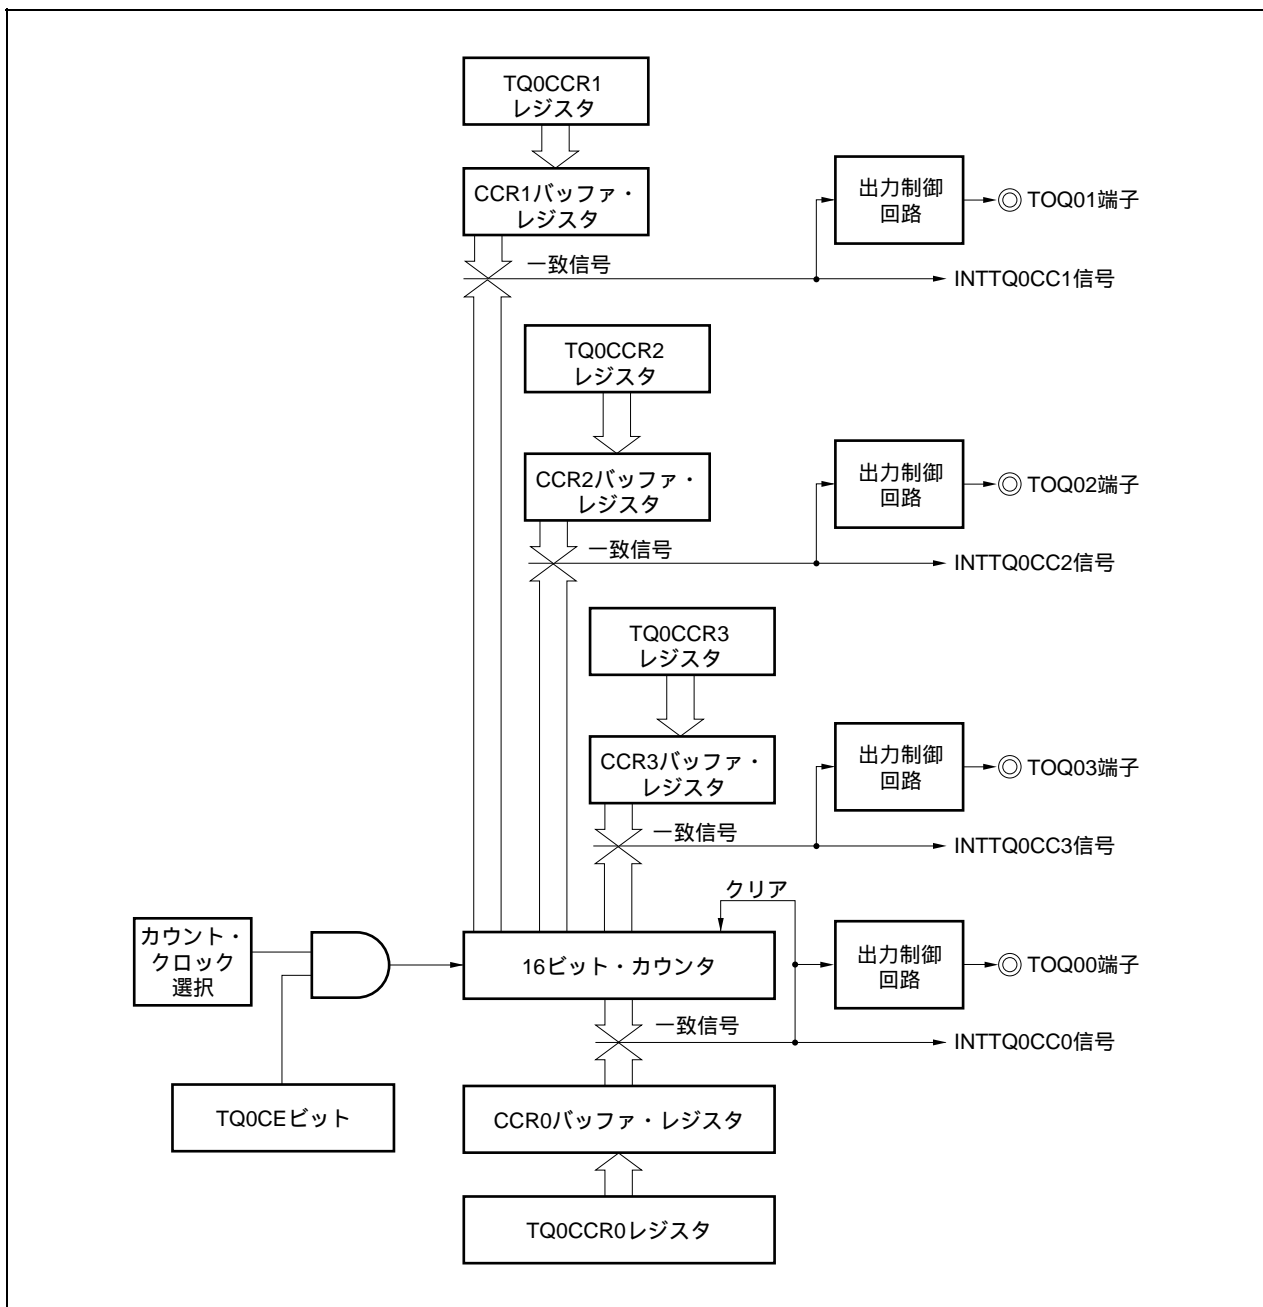 TQ0CCR1
レジスタ
CCR1バッファ・
レジスタ
出力制御
回路
TOQ01端子
一致信号
INTTQ0CC1信号
TQ0CCR2
レジスタ
CCR2バッファ・
レジスタ
出力制御
回路
TOQ02端子
一致信号
INTTQ0CC2信号
TQ0CCR3
レジスタ
CCR3バッファ・
レジスタ
出力制御
回路
TOQ03端子
一致信号
INTTQ0CC3信号
クリア
カウント・
クロック
選択
16ビット・カウンタ
出力制御
回路
TOQ00端子
一致信号
INTTQ0CC0信号
TQ0CEビット
CCR0バッファ・レジスタ
TQ0CCR0レジスタ